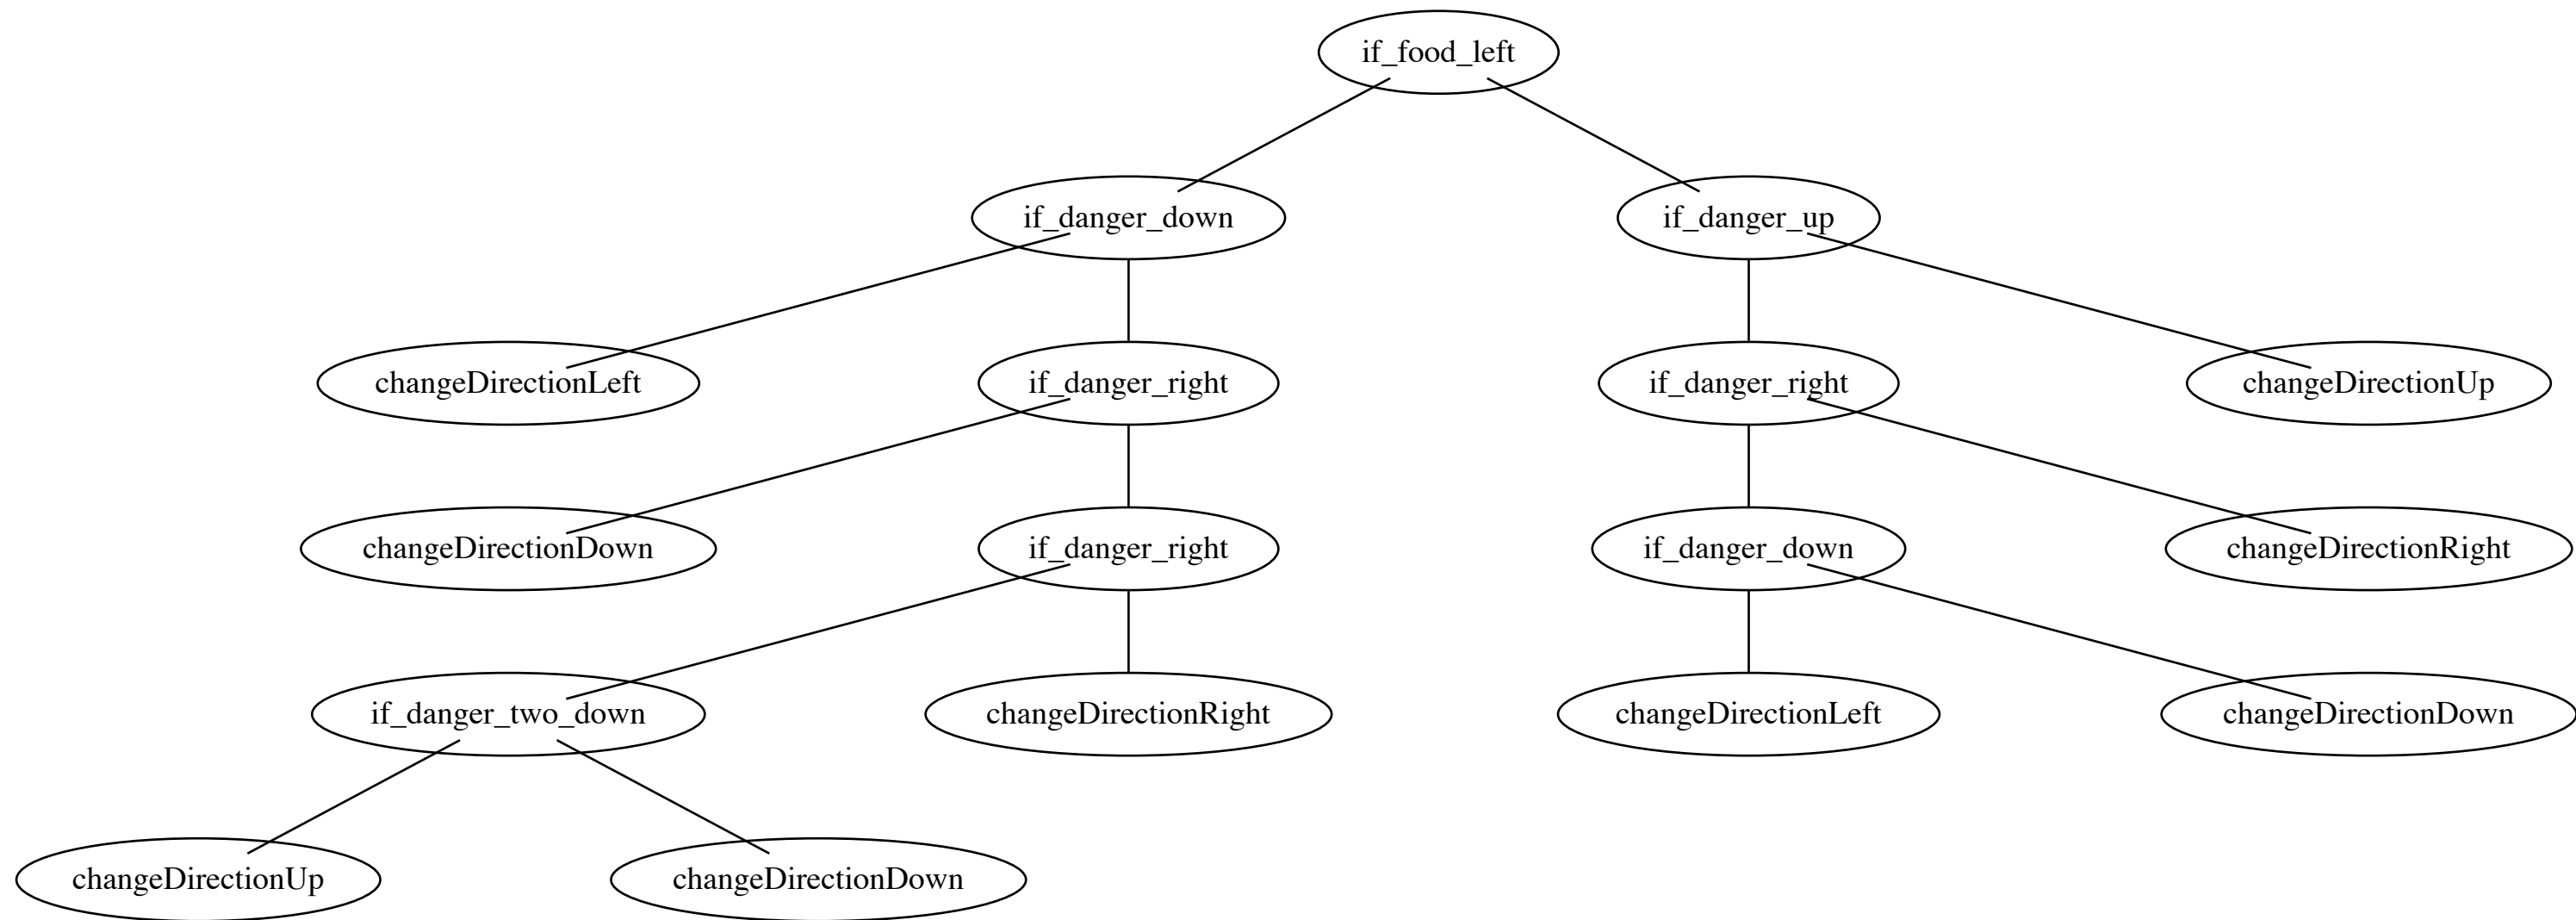 if_food_left
if_danger_down
if_danger_up
changeDirectionLeft
if_danger_right
if_danger_right
changeDirectionUp
changeDirectionDown
if_danger_right
if_danger_down
changeDirectionRight
if_danger_two_down
changeDirectionRight
changeDirectionLeft
changeDirectionDown
changeDirectionUp
changeDirectionDown